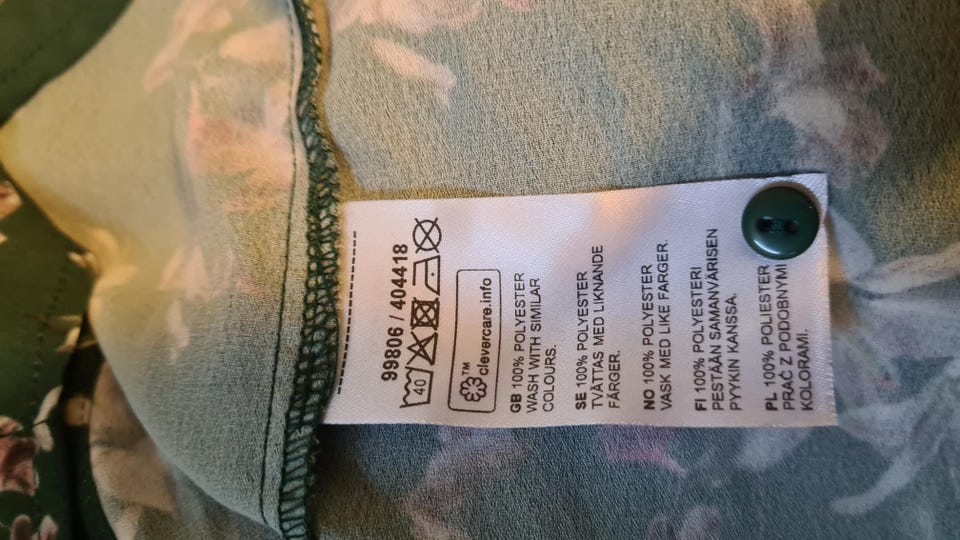 99806 / 404418
40
clevercare.info
GB 100% POLYESTER
WASH WITH SIMILAR
COLOURS.
SE 100% POLYESTER
TVÄTTAS MED LIKNANDE
FÄRGER.
NO 100% POLYESTER
VASK MED LIKE FARGER.
FI 100% POLYESTERI
PESTÄÄN SAMANVÄRISEN
PYYKIN KANSSA.
PL 100% POLIESTER
PRAĆ Z PODOBNYMI
KOLORAMI.